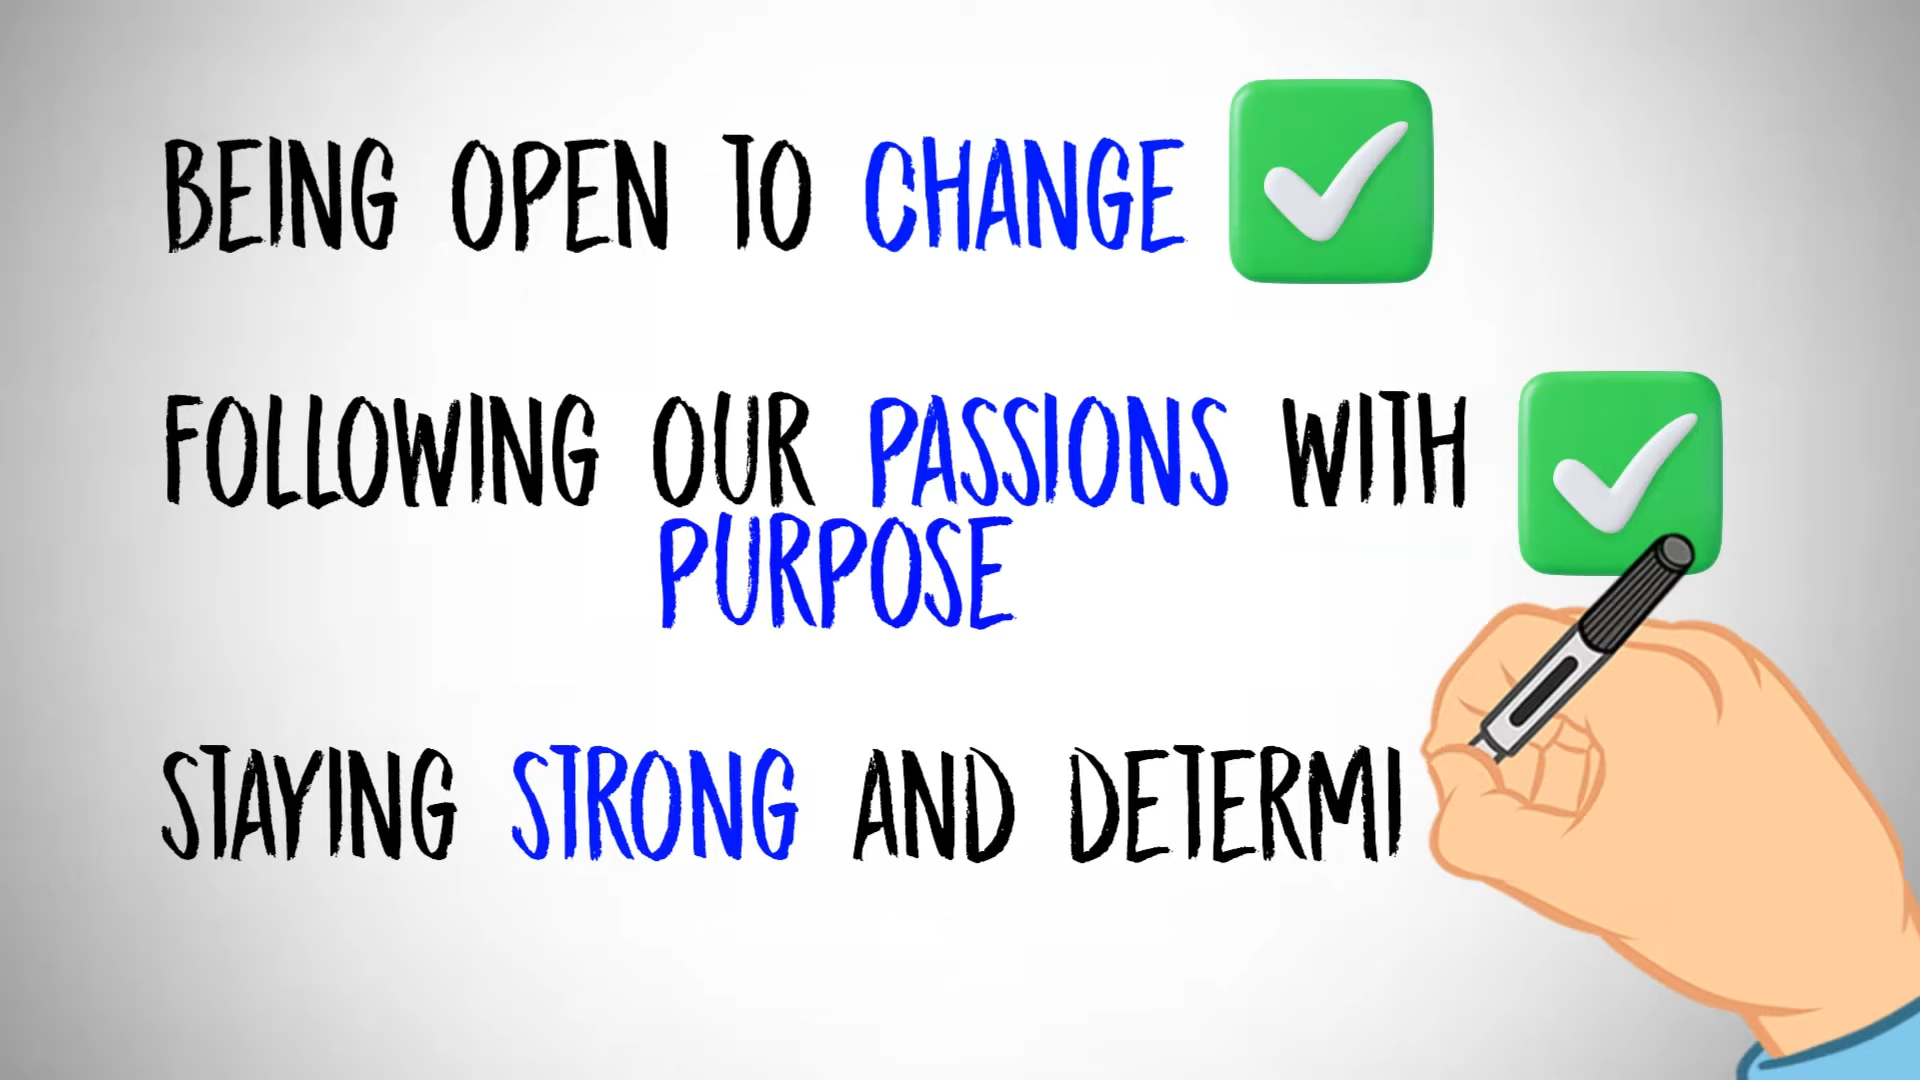 BEING OPEN TO CHANGE
FOLLOWING OUR PASSIONS WITH
PURPOSE
STAYING STRONG AND DETERMI